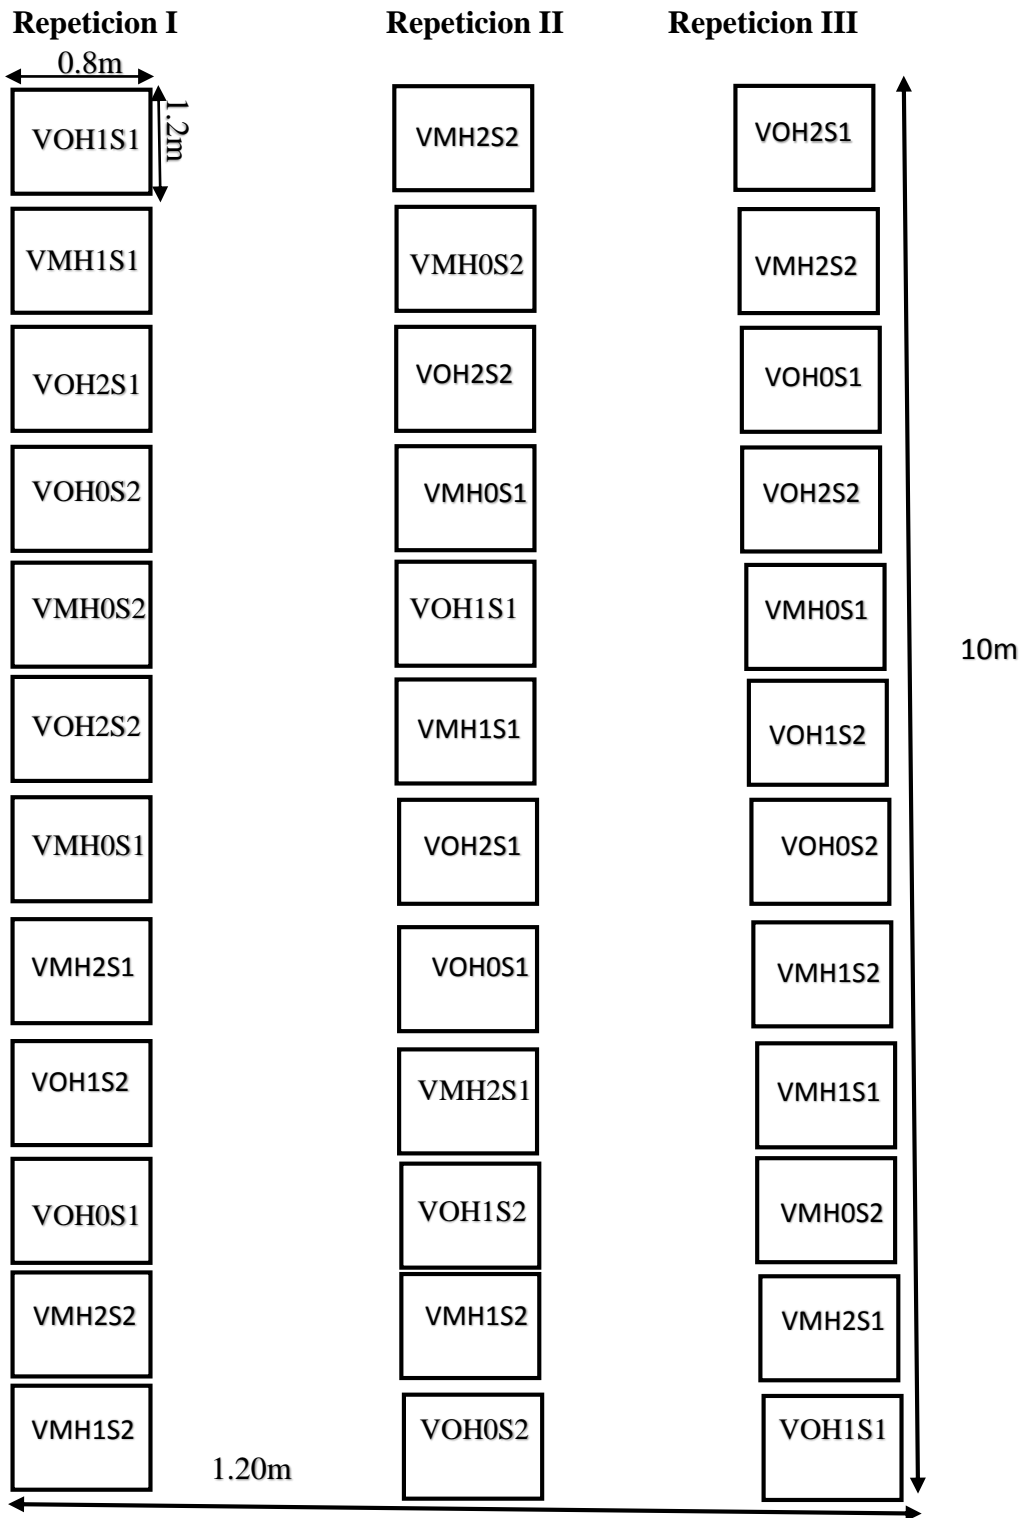 Repeticion I Repeticion II Repeticion III
0.8m
1.2m
VOH1S1 VMH2S2 VOH2S1
VMH1S1 VMH0S2 VMH2S2
VOH2S1 VOH2S2 VOH0S1
VOH0S2 VMH0S1 VOH2S2
VMH0S2 VOH1S1 VMH0S1
10m
VOH2S2 VMH1S1 VOH1S2
VMH0S1 VOH2S1 VOH0S2
VMH2S1 VOH0S1 VMH1S2
VOH1S2 VMH2S1 VMH1S1
VOH0S1 VOH1S2 VMH0S2
VMH2S2 VMH1S2 VMH2S1
VMH1S2 VOH0S2 VOH1S1
1.20m